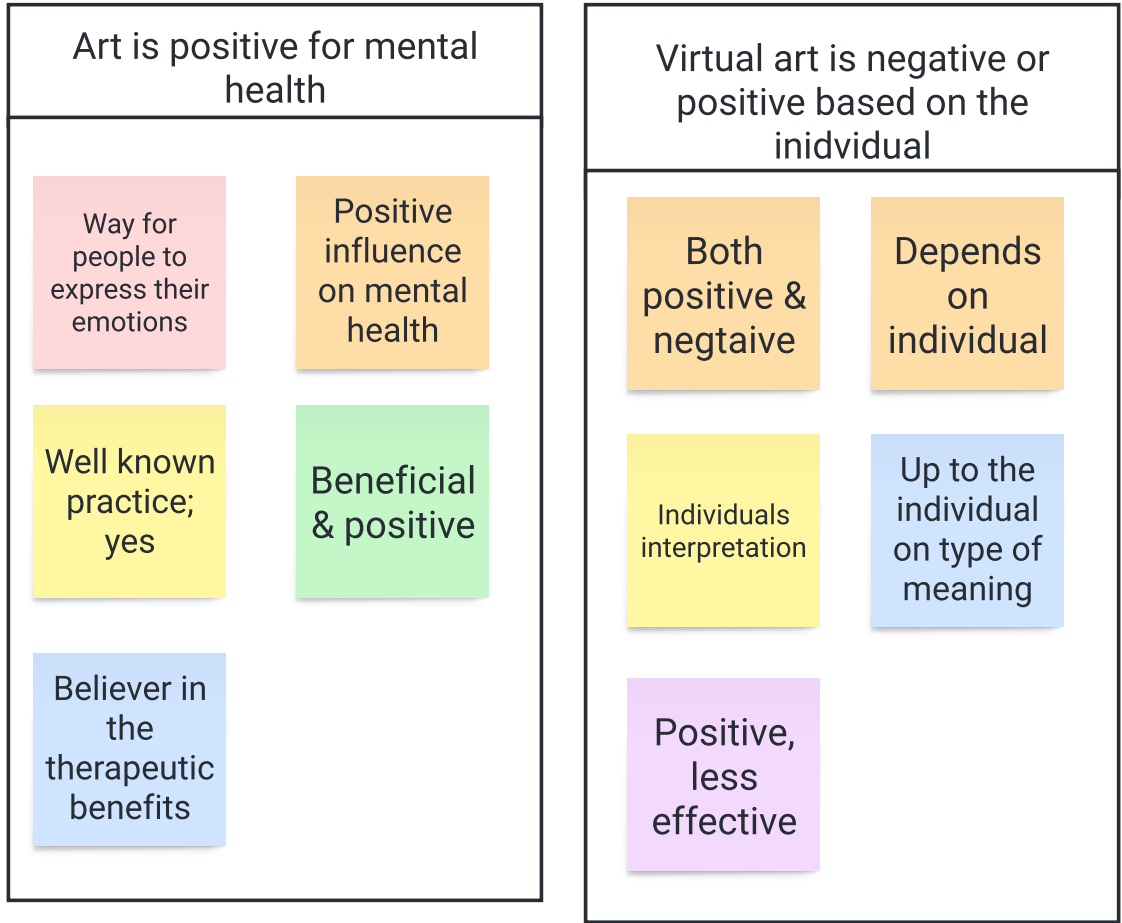 Art is positive for mental
health
Way for
people to
express their
emotions
Positive
influence
on mental
health
Well known
practice;
yes
Beneficial
& positive
Believer in
the
therapeutic
benefits
Virtual art is negative or
positive based on the
inidvidual
Both
positive &
negtaive
Depends
on
individual
Individuals
interpretation
Up to the
individual
on type of
meaning
Positive,
less
effective